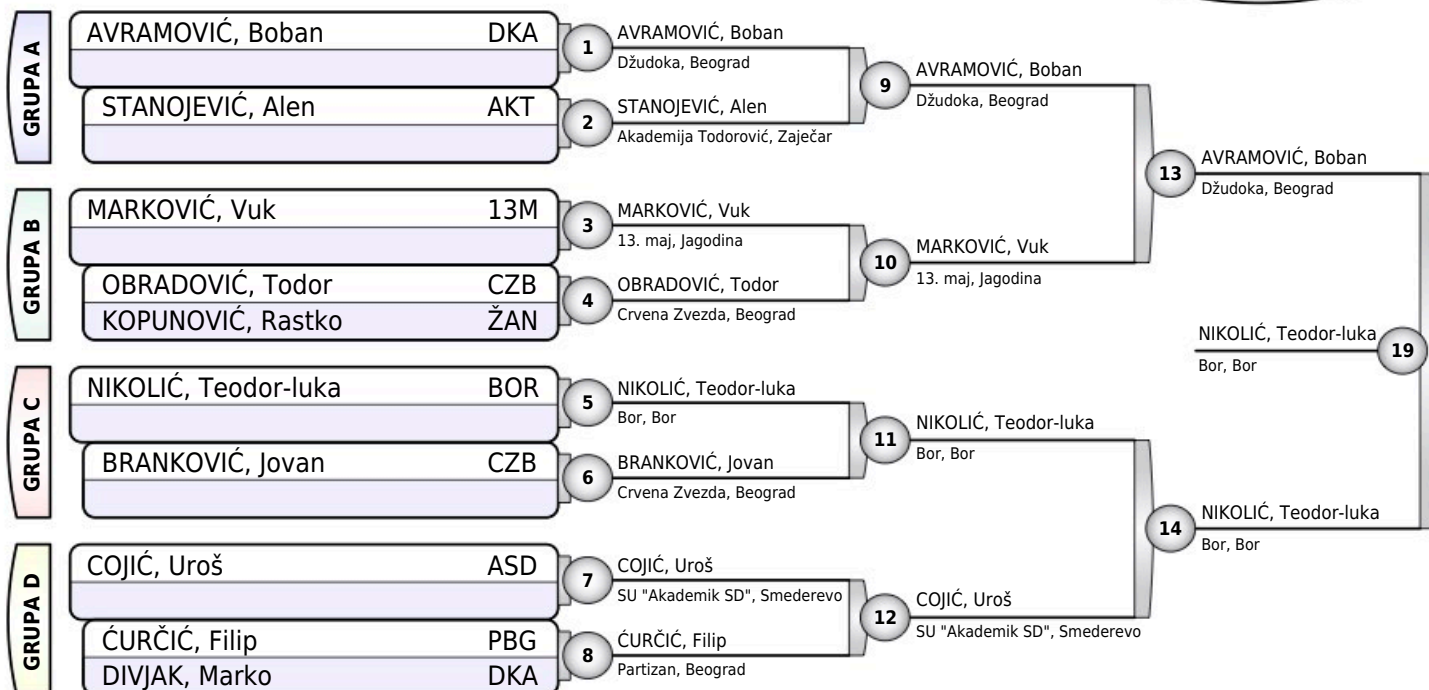 GRUPA A
AVRAMOVIĆ, Boban DKA
STANOJEVIĆ, Alen AKT
1
AVRAMOVIĆ, Boban
Džudoka, Beograd
2
STANOJEVIĆ, Alen
Akademija Todorović, Zaječar
9
AVRAMOVIĆ, Boban
Džudoka, Beograd
GRUPA B
MARKOVIĆ, Vuk 13M
OBRADOVIĆ, Todor CZB
KOPUNOVIĆ, Rastko ŽAN
3
MARKOVIĆ, Vuk
13. maj, Jagodina
4
OBRADOVIĆ, Todor
Crvena Zvezda, Beograd
10
MARKOVIĆ, Vuk
13. maj, Jagodina
13
AVRAMOVIĆ, Boban
Džudoka, Beograd
GRUPA C
NIKOLIĆ, Teodor-luka BOR
BRANKOVIĆ, Jovan CZB
5
NIKOLIĆ, Teodor-luka
Bor, Bor
6
BRANKOVIĆ, Jovan
Crvena Zvezda, Beograd
11
NIKOLIĆ, Teodor-luka
Bor, Bor
GRUPA D
COJIĆ, Uroš ASD
ĆURČIĆ, Filip PBG
DIVJAK, Marko DKA
7
COJIĆ, Uroš
SU "Akademik SD", Smederevo
8
ĆURČIĆ, Filip
Partizan, Beograd
12
COJIĆ, Uroš
SU "Akademik SD", Smederevo
14
NIKOLIĆ, Teodor-luka
Bor, Bor
NIKOLIĆ, Teodor-luka
Bor, Bor
19